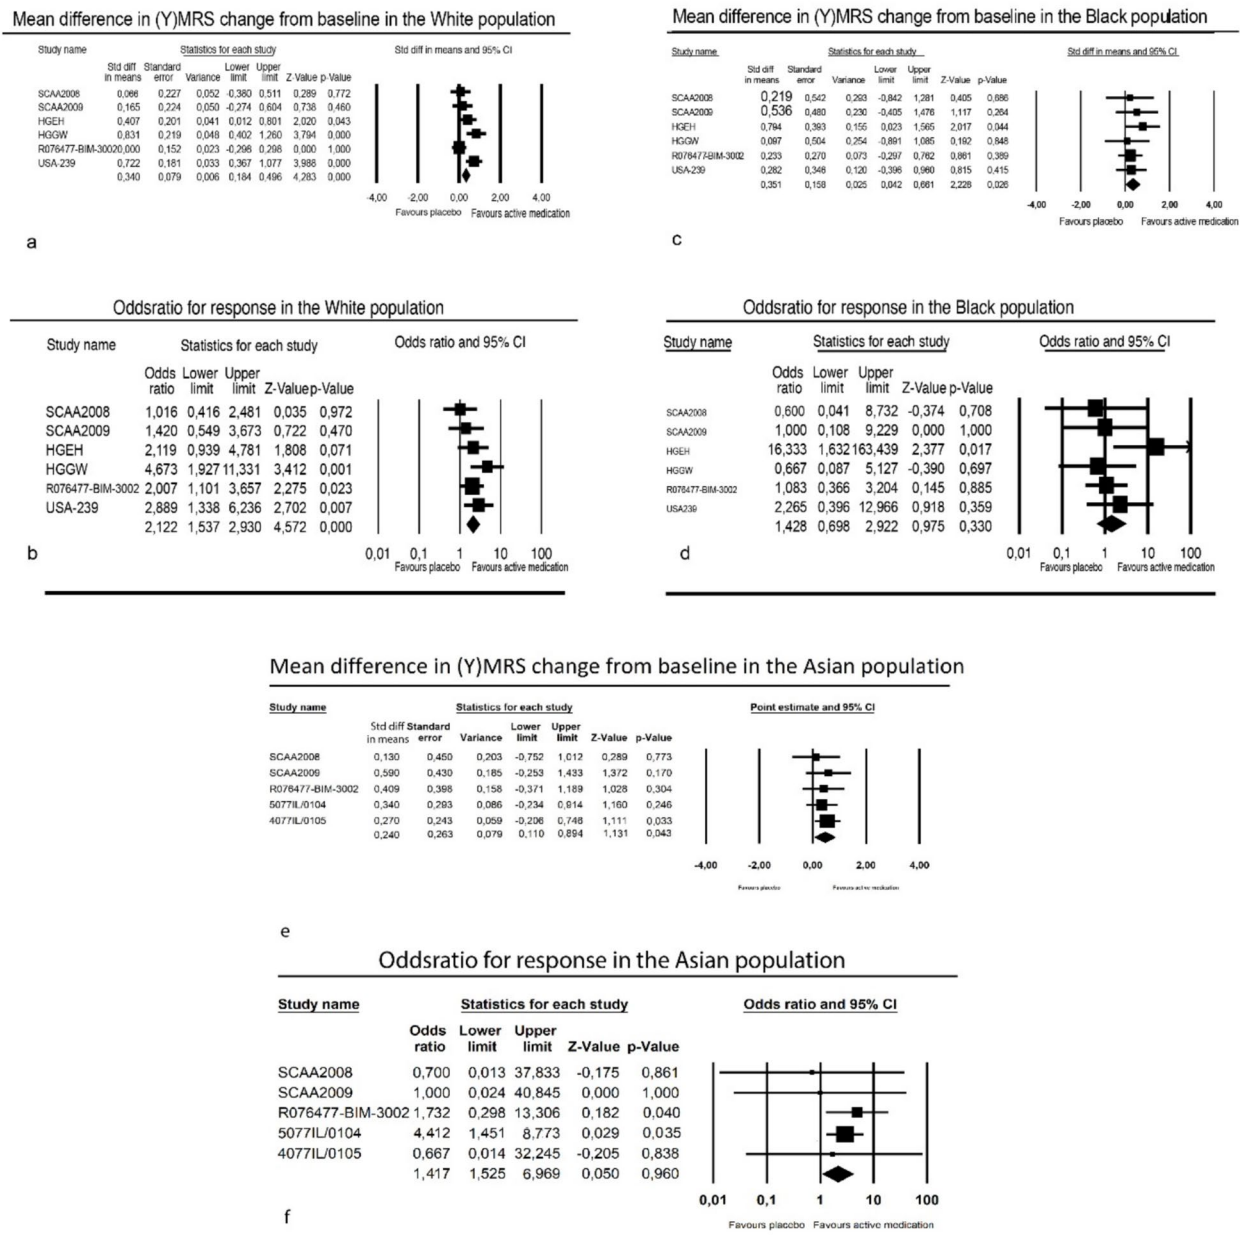 Mean difference in (Y)MRS change from baseline in the White population
Study name Statistics for each study Std diff in means and 95% CI
Std diff Standard Lower Upper
in means error Variance limit limit Z-Value p-Value
SCAA2008 0,066 0,227 0,052 -0,380 0,511 0,289 0,772
SCAA2009 0,165 0,224 0,050 -0,274 0,604 0,738 0,460
HGEH 0,407 0,201 0,041 0,012 0,801 2,020 0,043
HGGW 0,831 0,219 0,048 0,402 1,260 3,794 0,000
R076477-BIM-30020,000 0,152 0,023 -0,298 0,298 0,000 1,000
USA-239 0,722 0,181 0,033 0,367 1,077 3,988 0,000
0,340 0,079 0,006 0,184 0,496 4,283 0,000
-4,00 -2,00 0,00 2,00 4,00
Favours placebo Favours active medication
a
Mean difference in (Y)MRS change from baseline in the Black population
Study name Statistics for each study Std diff in means and 95% CI
Std diff Standard Lower Upper
in means error Variance limit limit Z-Value p-Value
SCAA2008 0,219 0,542 0,293 -0,842 1,281 0,405 0,686
SCAA2009 0,536 0,480 0,230 -0,405 1,476 1,117 0,264
HGEH 0,794 0,393 0,155 0,023 1,565 2,017 0,044
HGGW 0,097 0,504 0,254 -0,891 1,085 0,192 0,848
R076477-BIM-3002 0,233 0,270 0,073 -0,297 0,762 0,861 0,389
USA-239 0,282 0,346 0,120 -0,396 0,960 0,815 0,415
0,351 0,158 0,025 0,042 0,661 2,226 0,026
-4,00 -2,00 0,00 2,00 4,00
Favours placebo Favours active medication
c
Oddsratio for response in the White population
Study name Statistics for each study Odds ratio and 95% CI
Odds Lower Upper
ratio limit limit Z-Value p-Value
SCAA2008 1,016 0,416 2,481 0,035 0,972
SCAA2009 1,420 0,549 3,673 0,722 0,470
HGEH 2,119 0,939 4,781 1,808 0,071
HGGW 4,673 1,927 11,331 3,412 0,001
R076477-BIM-3002 2,007 1,101 3,657 2,275 0,023
USA-239 2,889 1,338 6,236 2,702 0,007
2,122 1,537 2,930 4,572 0,000
0,01 0,1 1 10 100
Favours placebo Favours active medication
b
Oddsratio for response in the Black population
Study name Statistics for each study Odds ratio and 95% CI
Odds Lower Upper
ratio limit limit Z-Value p-Value
SCAA2008 0,600 0,041 8,732 -0,374 0,708
SCAA2009 1,000 0,108 9,229 0,000 1,000
HGEH 16,333 1,632 163,439 2,377 0,017
HGGW 0,667 0,087 5,127 -0,390 0,697
R076477-BIM-3002 1,083 0,366 3,204 0,145 0,885
USA239 2,265 0,396 12,966 0,918 0,359
1,428 0,698 2,922 0,975 0,330
0,01 0,1 1 10 100
Favours placebo Favours active medication
d
Mean difference in (Y)MRS change from baseline in the Asian population
Study name Statistics for each study Point estimate and 95% CI
Std diff Standard Lower Upper
in means error Variance limit limit Z-Value p-Value
SCAA2008 0,130 0,450 0,203 -0,752 1,012 0,289 0,773
SCAA2009 0,590 0,430 0,185 -0,253 1,433 1,372 0,170
R076477-BIM-3002 0,409 0,398 0,158 -0,371 1,189 1,028 0,304
5077IL/0104 0,340 0,293 0,086 -0,234 0,914 1,160 0,246
4077IL/0105 0,270 0,243 0,059 -0,206 0,746 1,111 0,033
0,240 0,263 0,079 0,110 0,894 1,131 0,043
-4,00 -2,00 0,00 2,00 4,00
Favours placebo Favours active medication
e
Oddsratio for response in the Asian population
Study name Statistics for each study Odds ratio and 95% CI
Odds Lower Upper
ratio limit limit Z-Value p-Value
SCAA2008 0,700 0,013 37,833 -0,175 0,861
SCAA2009 1,000 0,024 40,845 0,000 1,000
R076477-BIM-3002 1,732 0,298 13,306 0,182 0,040
5077IL/0104 4,412 1,451 8,773 0,029 0,035
4077IL/0105 0,667 0,014 32,245 -0,205 0,838
1,417 1,525 6,969 0,050 0,960
0,01 0,1 1 10 100
Favours placebo Favours active medication
f